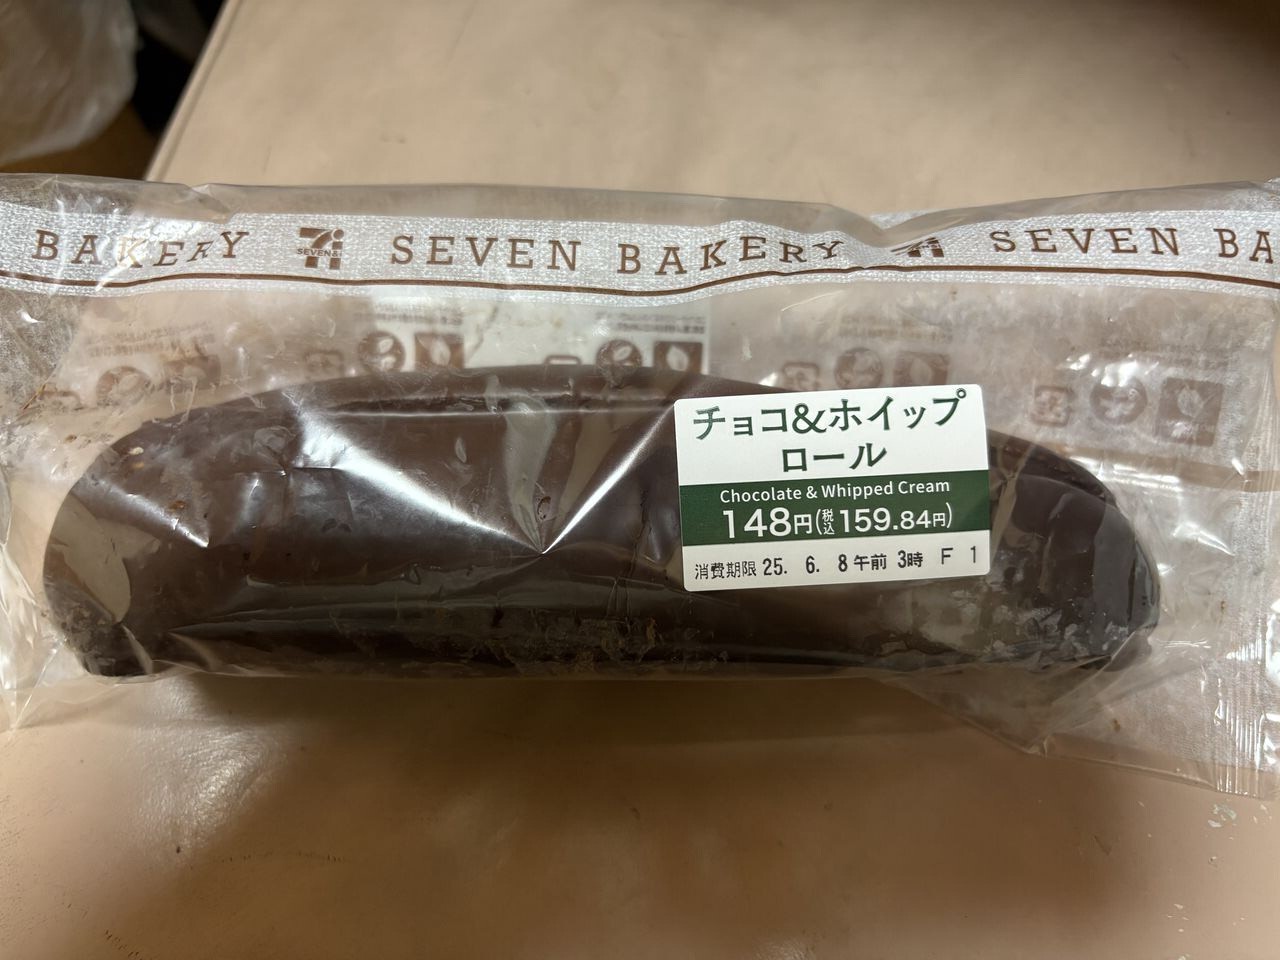 BAKERY SEVEN&i SEVEN BAKERY SEVEN BA
チョコ&ホイップ
ロール
Chocolate & Whipped Cream
148円(税込159.84円)
消費期限 25. 6. 8午前 3時 F 1